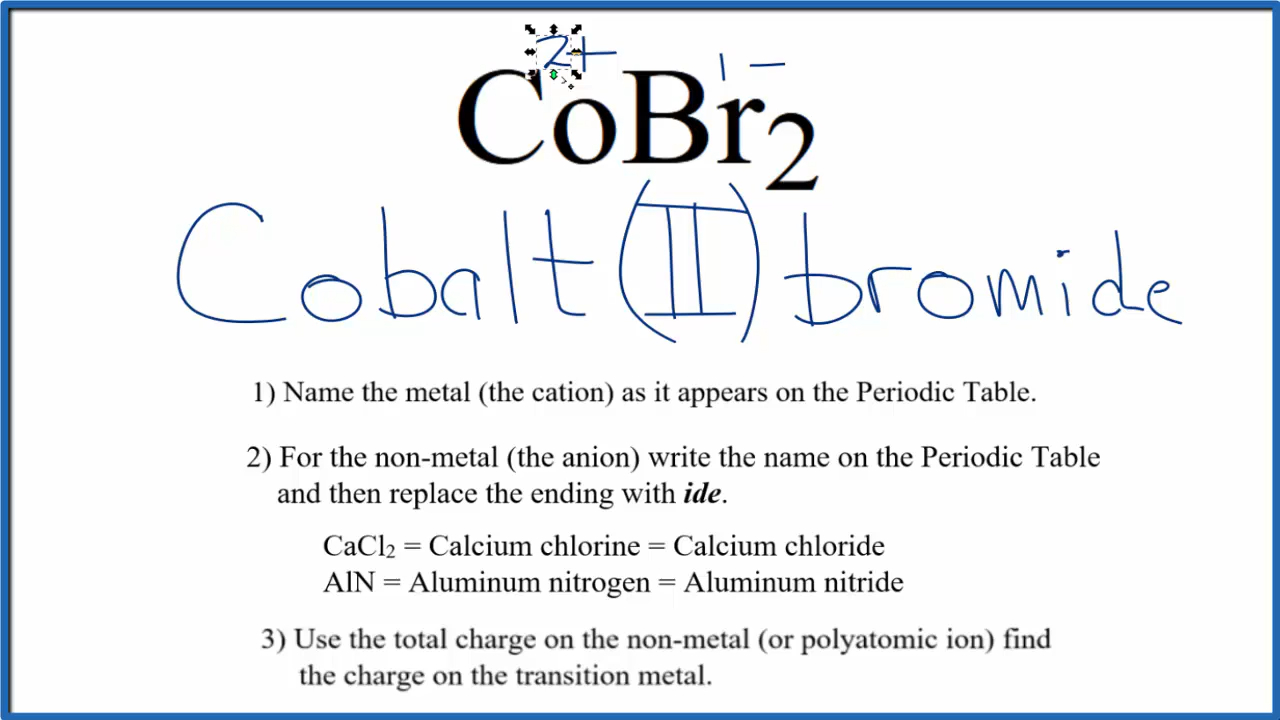 2+ 1-
CoBr₂
Cobalt (II) bromide
1) Name the metal (the cation) as it appears on the Periodic Table.
2) For the non-metal (the anion) write the name on the Periodic Table
and then replace the ending with ide.
CaCl₂ = Calcium chlorine = Calcium chloride
AlN = Aluminum nitrogen = Aluminum nitride
3) Use the total charge on the non-metal (or polyatomic ion) find
the charge on the transition metal.